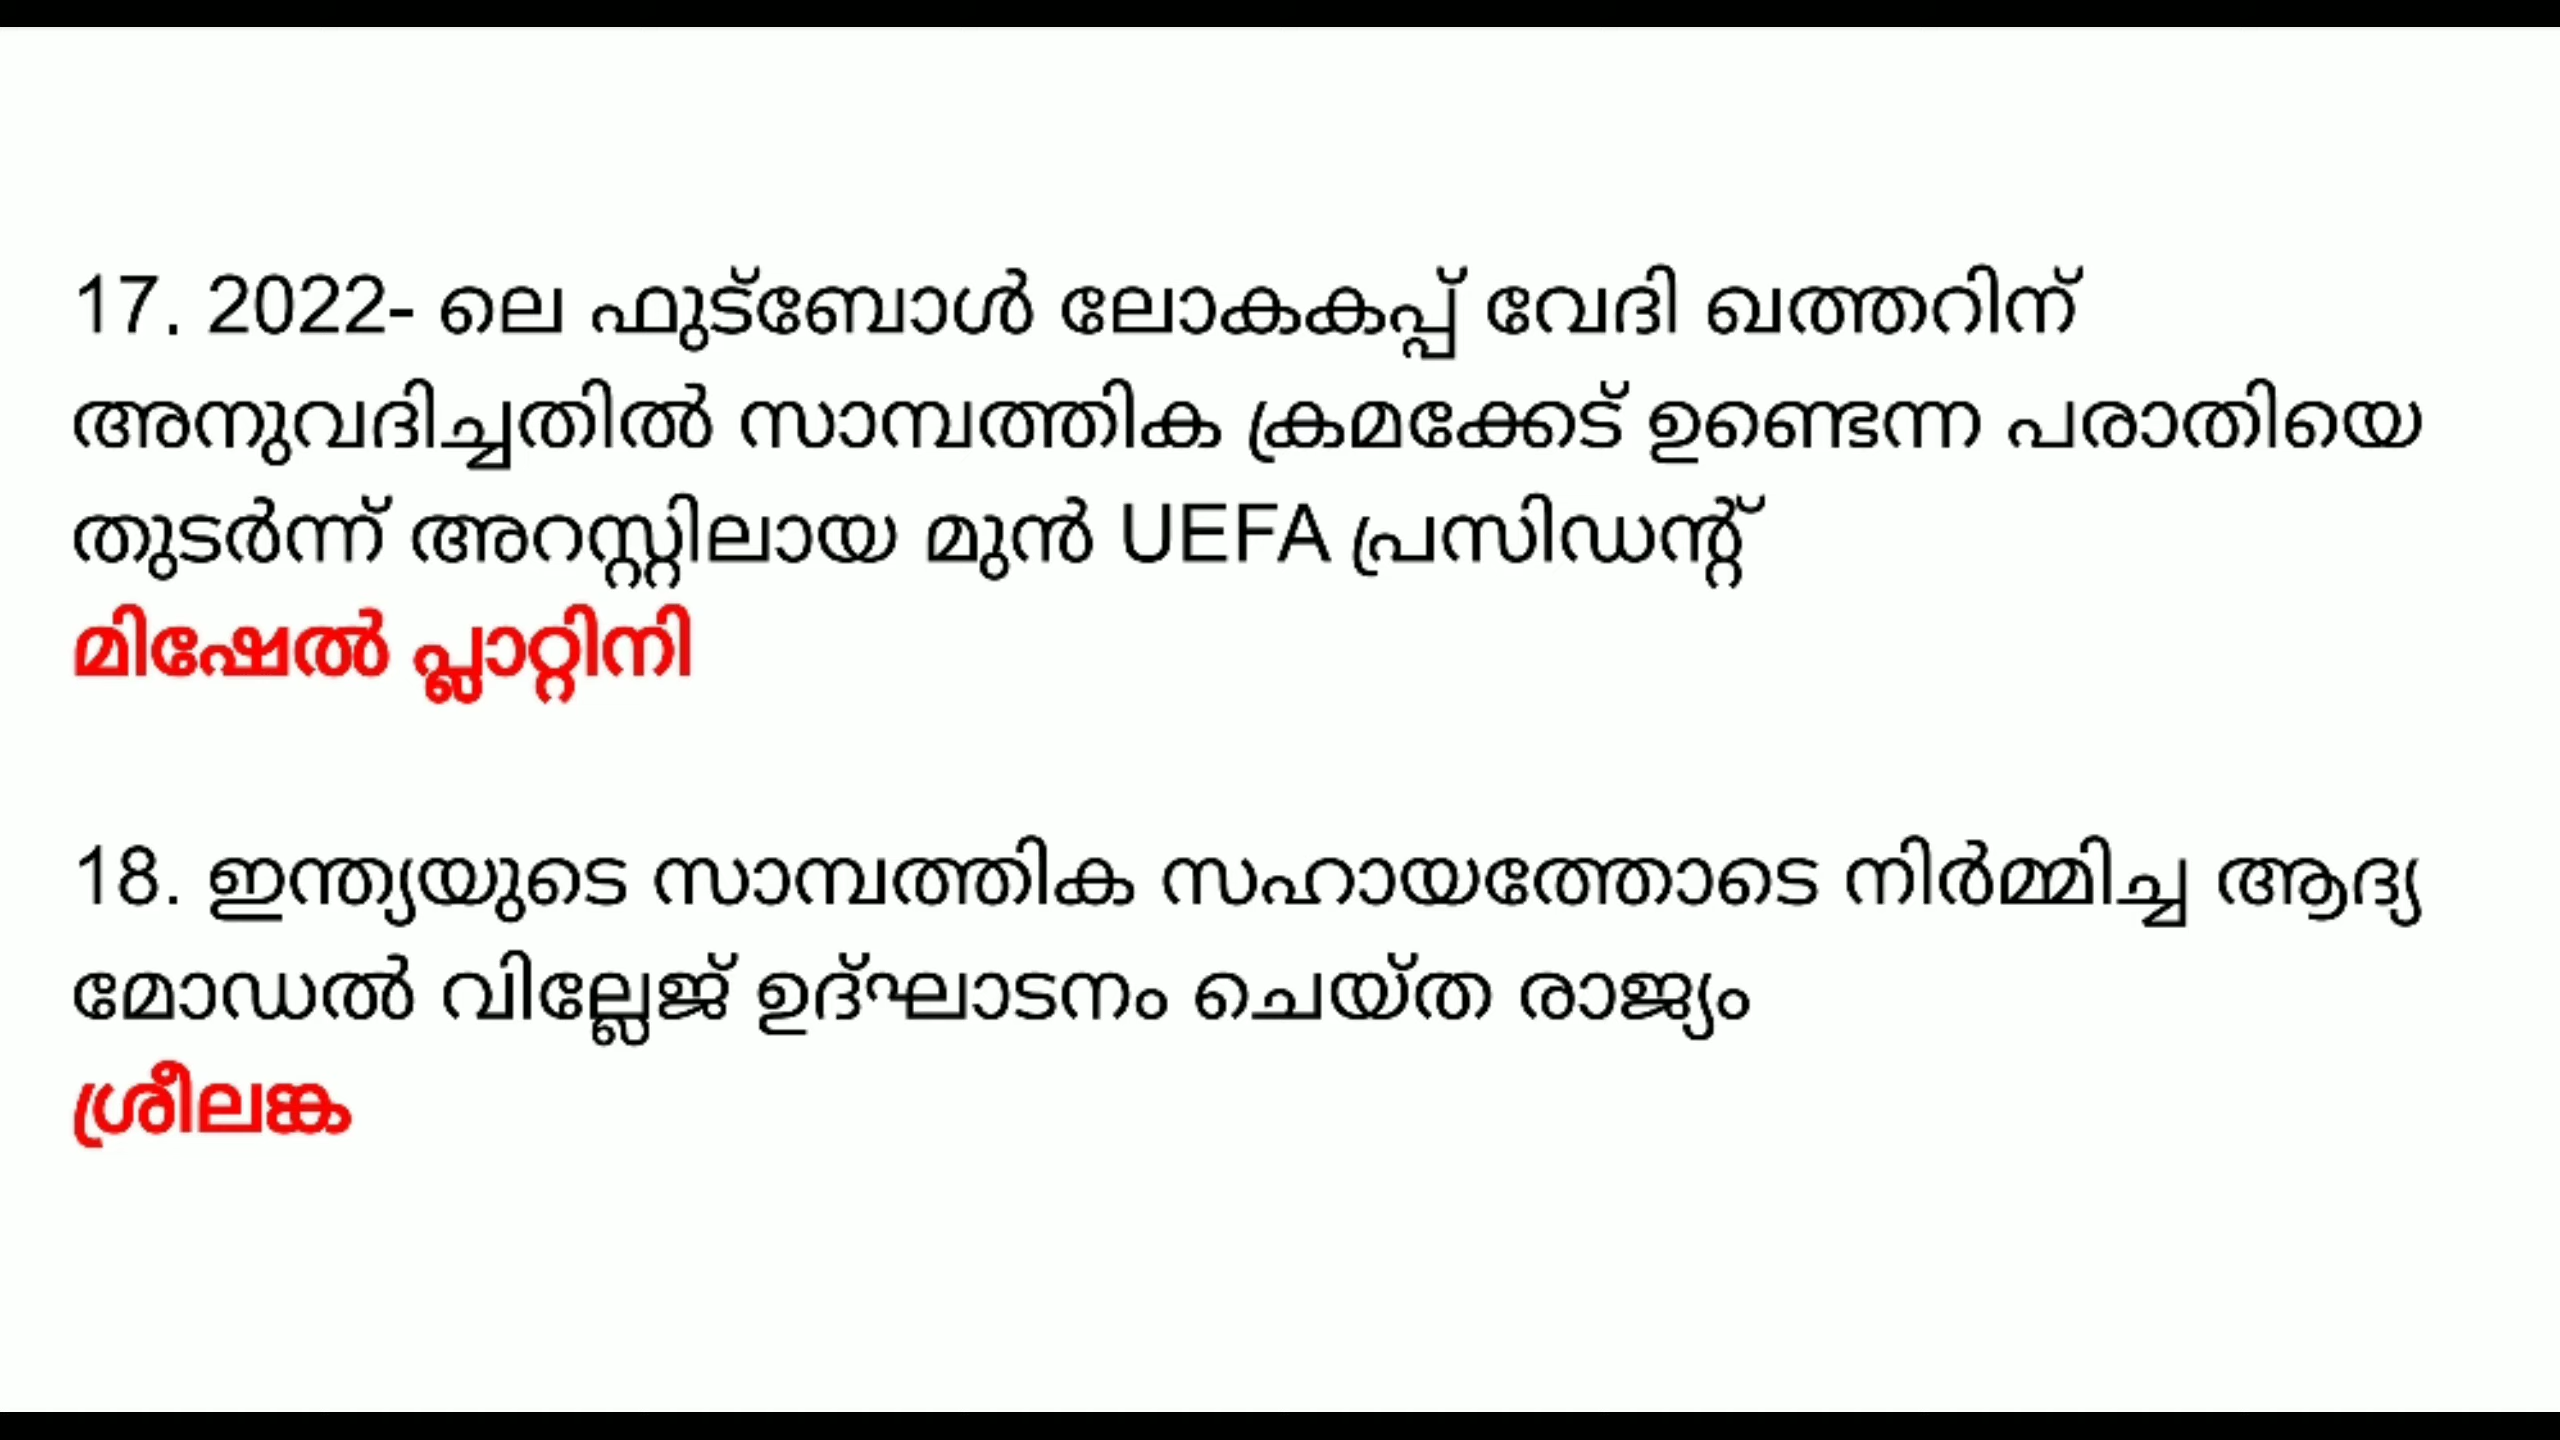 17. 2022- ലെ ഫുട്ബോൾ ലോകകപ്പ് വേദി ഖത്തറിന്
അനുവദിച്ചതിൽ സാമ്പത്തിക ക്രമക്കേട് ഉണ്ടെന്ന പരാതിയെ
തുടർന്ന് അറസ്റ്റിലായ മുൻ UEFA പ്രസിഡന്റ്
മിഷേൽ പ്ലാറ്റിനി
18. ഇന്ത്യയുടെ സാമ്പത്തിക സഹായത്തോടെ നിർമ്മിച്ച ആദ്യ
മോഡൽ വില്ലേജ് ഉദ്ഘാടനം ചെയ്ത രാജ്യം
ശ്രീലങ്ക